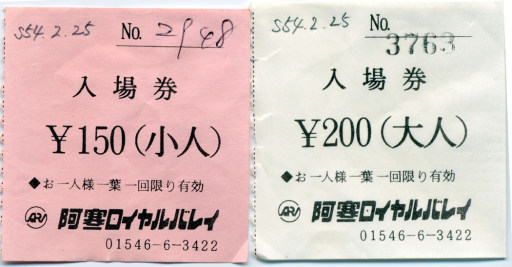 S54.2.25
No. 2948
入場券
¥150(小人)
◆お一人様一葉一回限り有効
ARV 阿寒ロイヤルバレイ
01546-6-3422
S54.2.25
No.
3763
入場券
¥200(大人)
◆お一人様一葉一回限り有効
ARV 阿寒ロイヤルバレイ
01546-6-3422